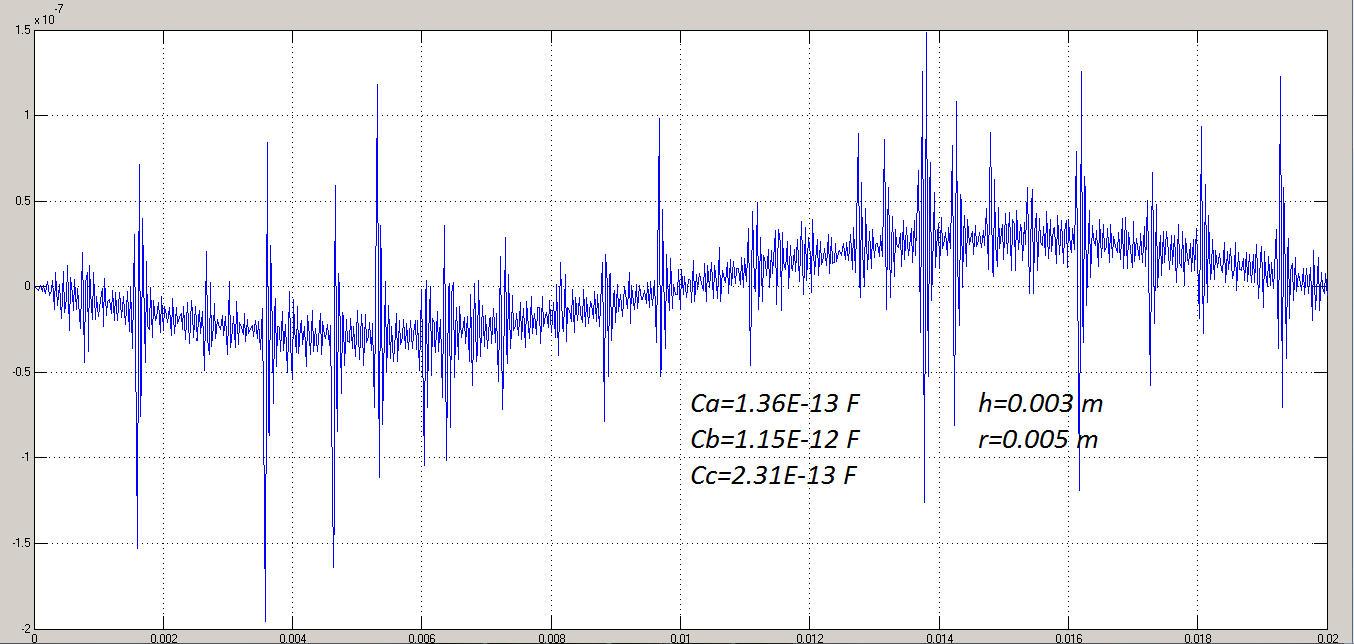 x 10
-7
1.5
1
0.5
0
-0.5
-1
-1.5
-2
Ca=1.36E-13 F
Cb=1.15E-12 F
Cc=2.31E-13 F
h=0.003 m
r=0.005 m
0 0.002 0.004 0.006 0.008 0.01 0.012 0.014 0.016 0.018 0.02